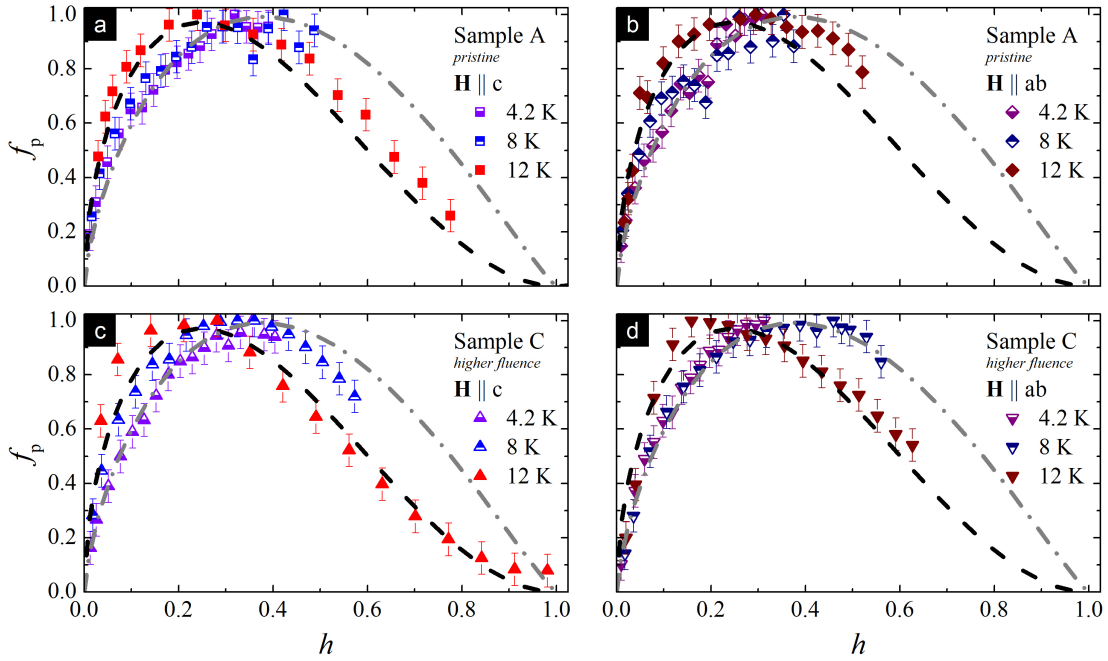 a
Sample A
pristine
H || c
4.2 K
8 K
12 K
1.0
0.8
0.6
0.4
0.2
0.0
fp
b
Sample A
pristine
H || ab
4.2 K
8 K
12 K
c
Sample C
higher fluence
H || c
4.2 K
8 K
12 K
1.0
0.8
0.6
0.4
0.2
0.0
fp
0.0 0.2 0.4 0.6 0.8 1.0
h
d
Sample C
higher fluence
H || ab
4.2 K
8 K
12 K
0.0 0.2 0.4 0.6 0.8 1.0
h